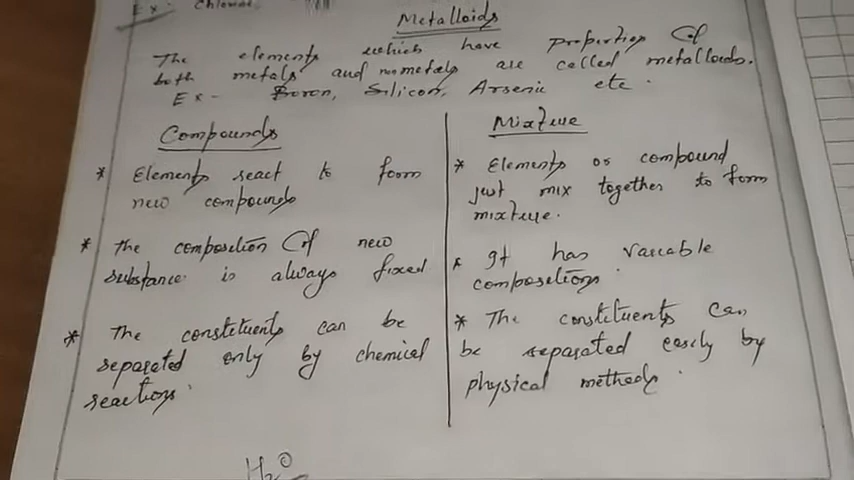 Ex:- Chlorine,
Metalloids
The elements which have properties of
both metals and nonmetals are called metalloids.
Ex- Boron, Silicon, Arsenic etc.
Compounds
* Elements react to form
new compounds
* The composition of new
substance is always fixed
* The constituents can be
separated only by chemical
reactions.
Mixture
* Elements or compound
just mix together to form
mixture.
* It has variable
compositions.
* The constituents can
be separated easily by
physical methods.
H2O